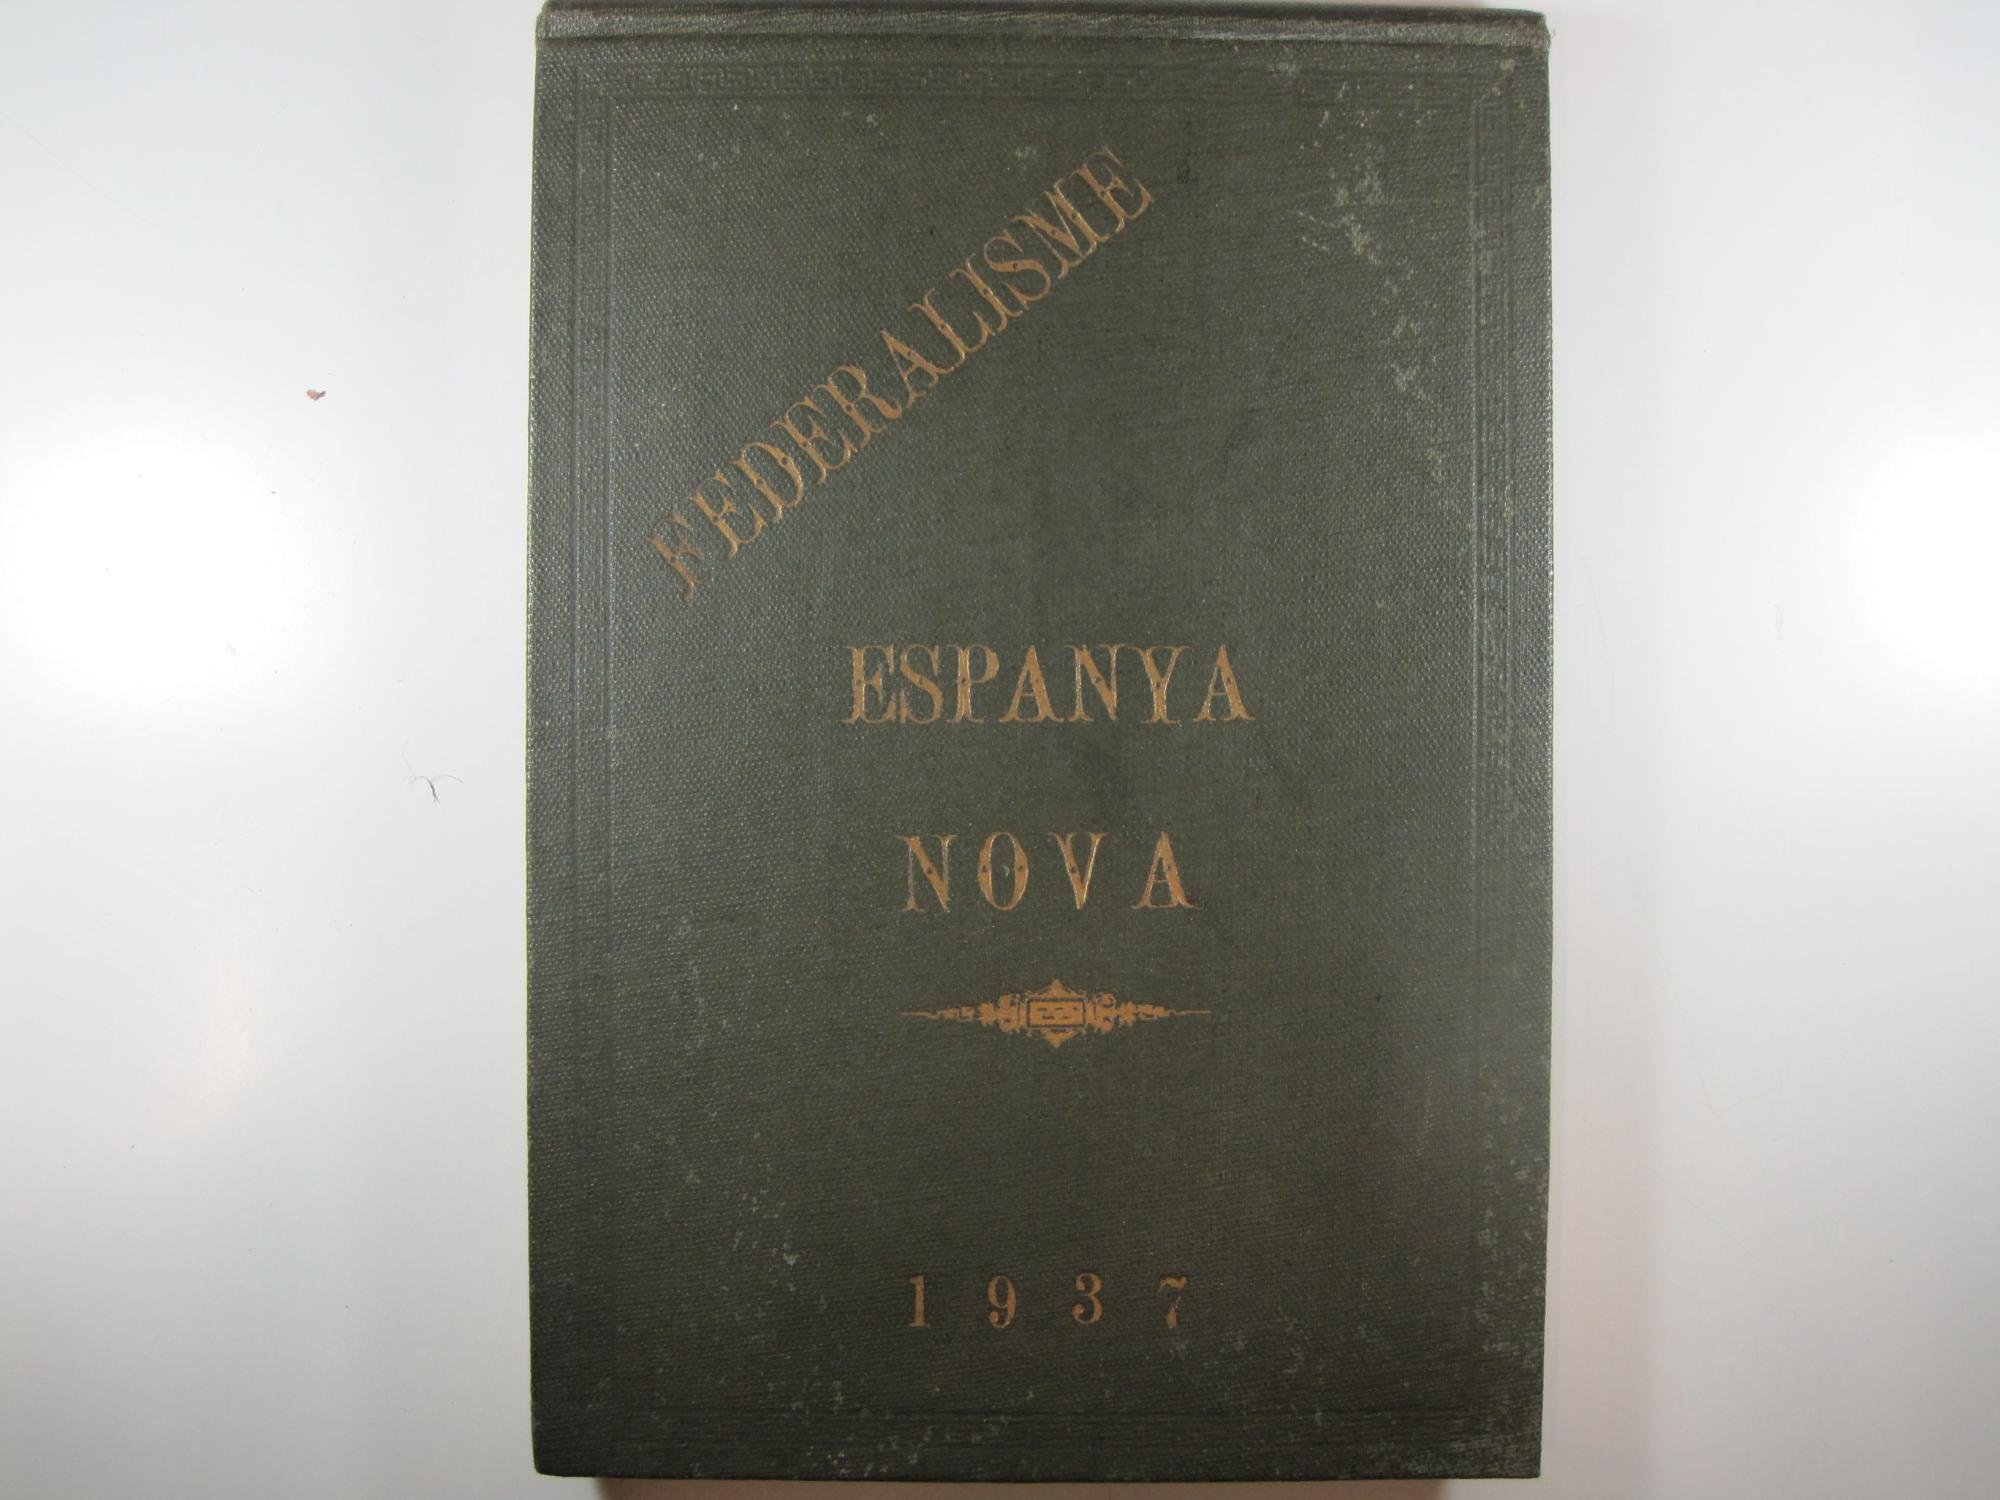 FEDERALISME
ESPANYA
NOVA
1937